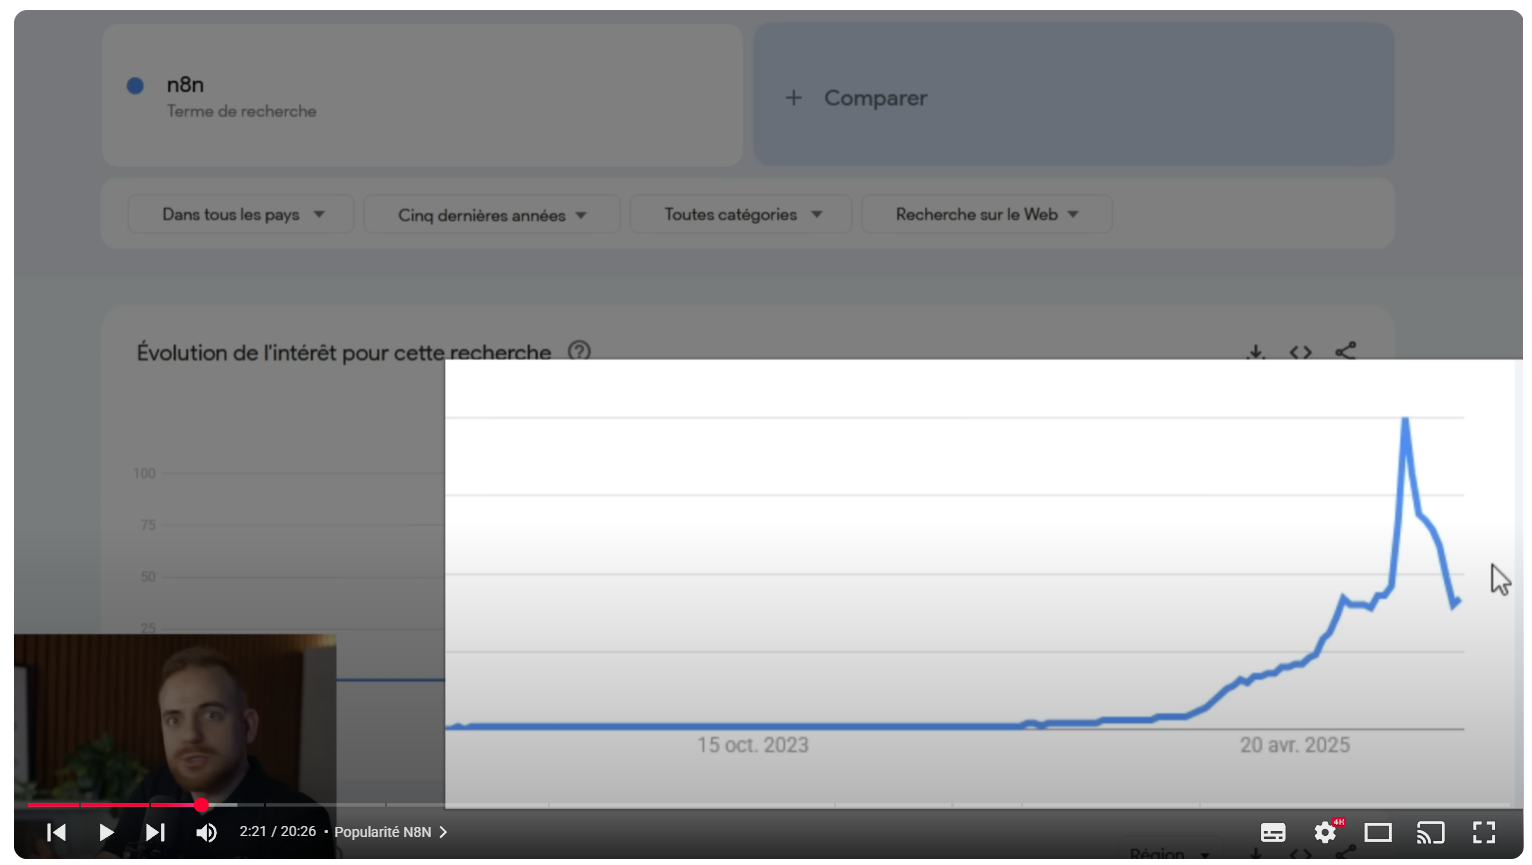 n8n
Terme de recherche
+ Comparer
Dans tous les pays
Cinq dernières années
Toutes catégories
Recherche sur le Web
Évolution de l'intérêt pour cette recherche
100
75
50
25
15 oct. 2023
20 avr. 2025
2:21 / 20:26 • Popularité N8N
4K
Région